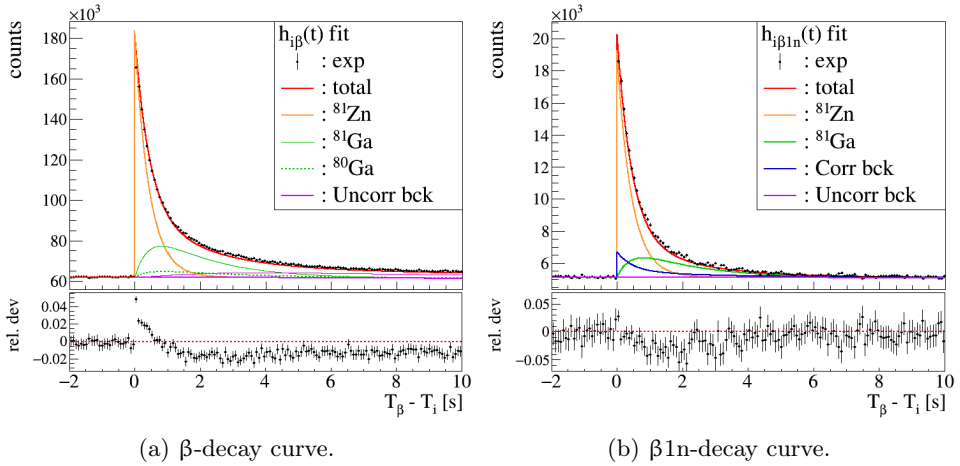 ×10³
counts
180
160
140
120
100
80
60
h_iβ(t) fit
: exp
: total
: ⁸¹Zn
: ⁸¹Ga
: ⁸⁰Ga
: Uncorr bck
rel. dev
0.04
0.02
0
−0.02
−2 0 2 4 6 8 10
T_β - T_i [s]
(a) β-decay curve.
×10³
counts
20
18
16
14
12
10
8
6
h_iβ1n(t) fit
: exp
: total
: ⁸¹Zn
: ⁸¹Ga
: Corr bck
: Uncorr bck
rel. dev
0.05
0
−0.05
−2 0 2 4 6 8 10
T_β - T_i [s]
(b) β1n-decay curve.